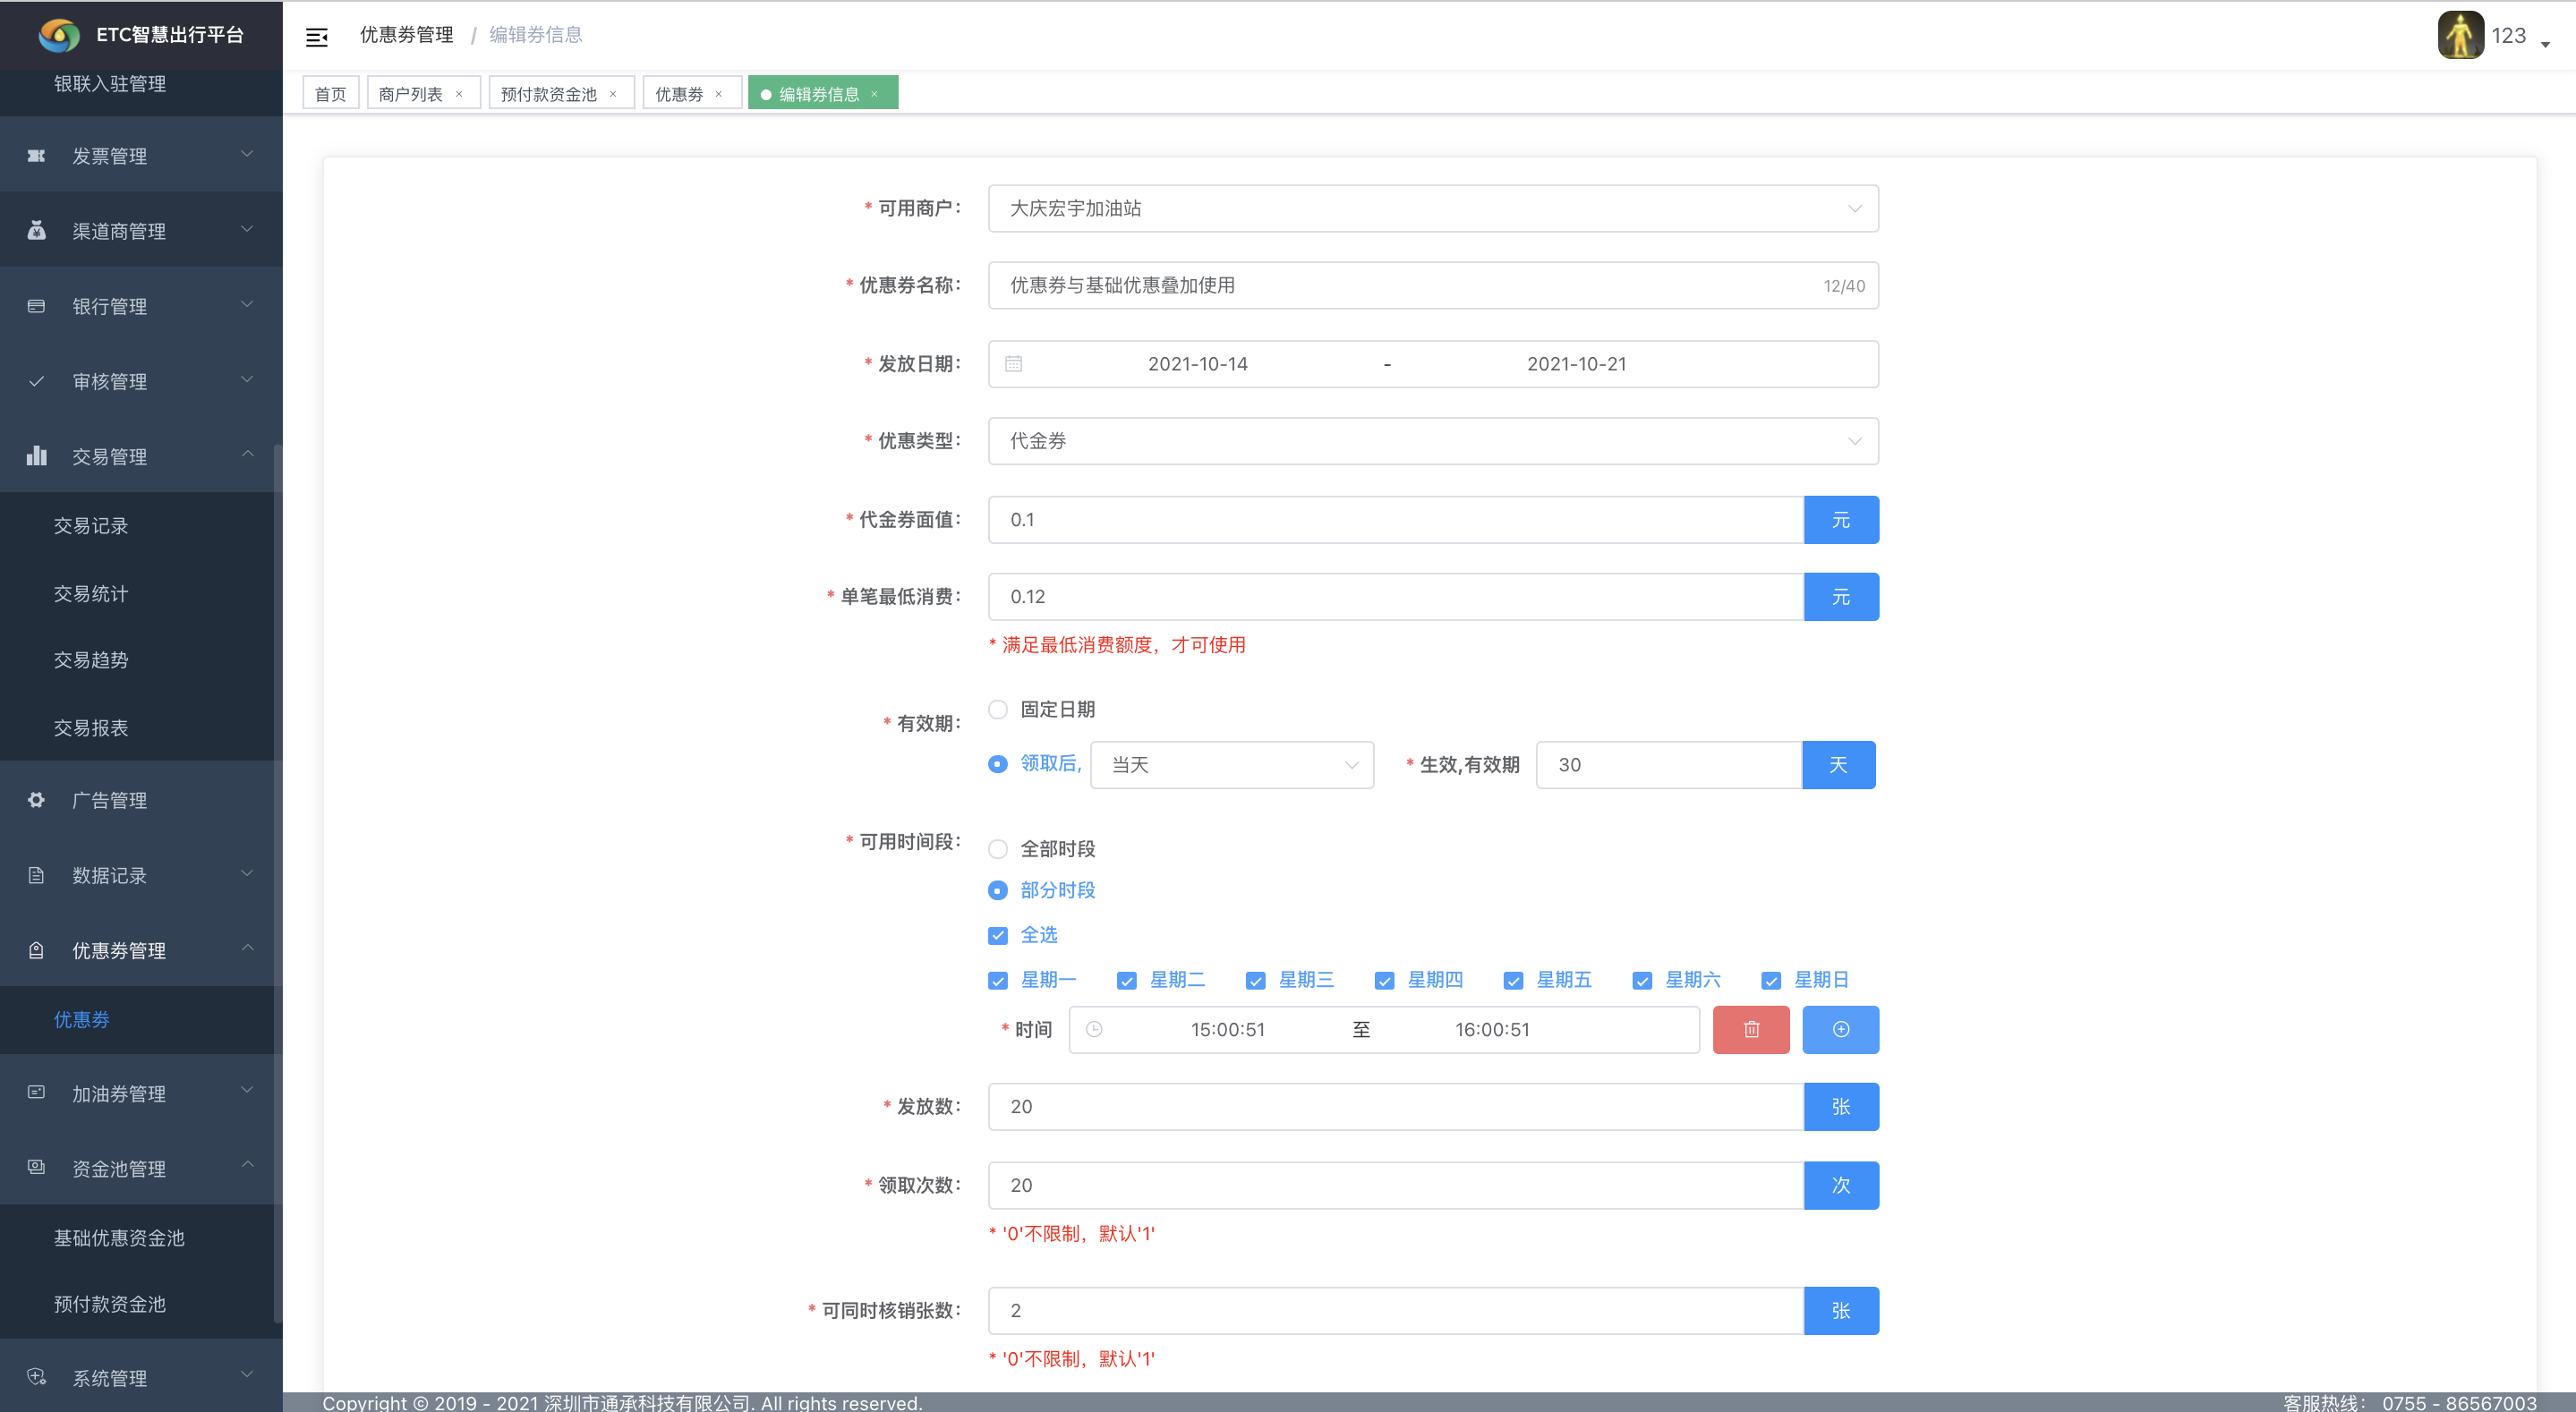 ETC智慧出行平台
优惠券管理 / 编辑券信息
123
银联入驻管理
首页
商户列表 ×
预付款资金池 ×
优惠券 ×
编辑券信息 ×
发票管理
渠道商管理
银行管理
审核管理
交易管理
交易记录
交易统计
交易趋势
交易报表
广告管理
数据记录
优惠券管理
优惠券
加油券管理
资金池管理
基础优惠资金池
预付款资金池
系统管理
* 可用商户： 大庆宏宇加油站
* 优惠券名称： 优惠券与基础优惠叠加使用 12/40
* 发放日期： 2021-10-14 - 2021-10-21
* 优惠类型： 代金券
* 代金券面值： 0.1 元
* 单笔最低消费： 0.12 元
* 满足最低消费额度，才可使用
* 有效期： 固定日期
领取后, 当天 * 生效,有效期 30 天
* 可用时间段： 全部时段
部分时段
全选
星期一 星期二 星期三 星期四 星期五 星期六 星期日
* 时间 15:00:51 至 16:00:51
* 发放数： 20 张
* 领取次数： 20 次
* '0'不限制，默认'1'
* 可同时核销张数： 2 张
* '0'不限制，默认'1'
Copyright © 2019 - 2021 深圳市通承科技有限公司. All rights reserved.
客服热线： 0755 - 86567003